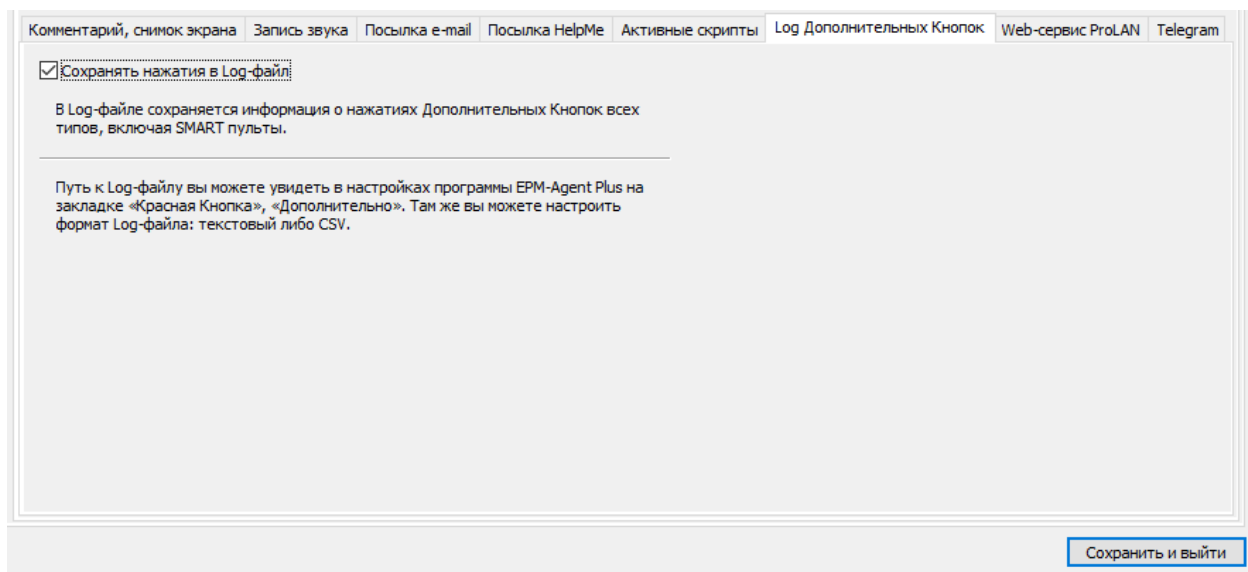 Комментарий, снимок экрана Запись звука Посылка e-mail Посылка HelpMe Активные скрипты Log Дополнительных Кнопок Web-сервис ProLAN Telegram
Сохранять нажатия в Log-файл
В Log-файле сохраняется информация о нажатиях Дополнительных Кнопок всех
типов, включая SMART пульты.
Путь к Log-файлу вы можете увидеть в настройках программы EPM-Agent Plus на
закладке «Красная Кнопка», «Дополнительно». Там же вы можете настроить
формат Log-файла: текстовый либо CSV.
Сохранить и выйти